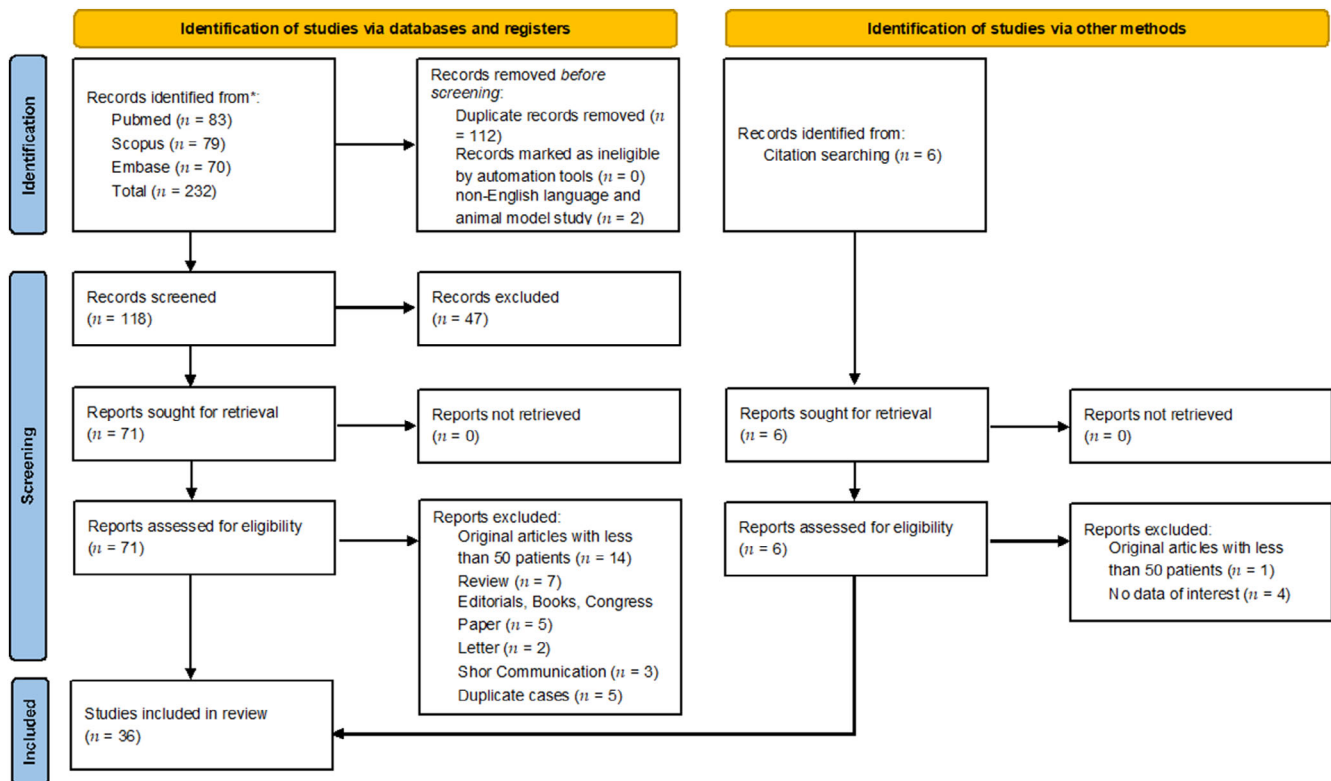 Identification of studies via databases and registers
Identification of studies via other methods
Identification
Records identified from*:
Pubmed (n = 83)
Scopus (n = 79)
Embase (n = 70)
Total (n = 232)
Records removed before
screening:
Duplicate records removed (n
= 112)
Records marked as ineligible
by automation tools (n = 0)
non-English language and
animal model study (n = 2)
Records identified from:
Citation searching (n = 6)
Screening
Records screened
(n = 118)
Records excluded
(n = 47)
Reports sought for retrieval
(n = 71)
Reports not retrieved
(n = 0)
Reports sought for retrieval
(n = 6)
Reports not retrieved
(n = 0)
Reports assessed for eligibility
(n = 71)
Reports excluded:
Original articles with less
than 50 patients (n = 14)
Review (n = 7)
Editorials, Books, Congress
Paper (n = 5)
Letter (n = 2)
Shor Communication (n = 3)
Duplicate cases (n = 5)
Reports assessed for eligibility
(n = 6)
Reports excluded:
Original articles with less
than 50 patients (n = 1)
No data of interest (n = 4)
Included
Studies included in review
(n = 36)